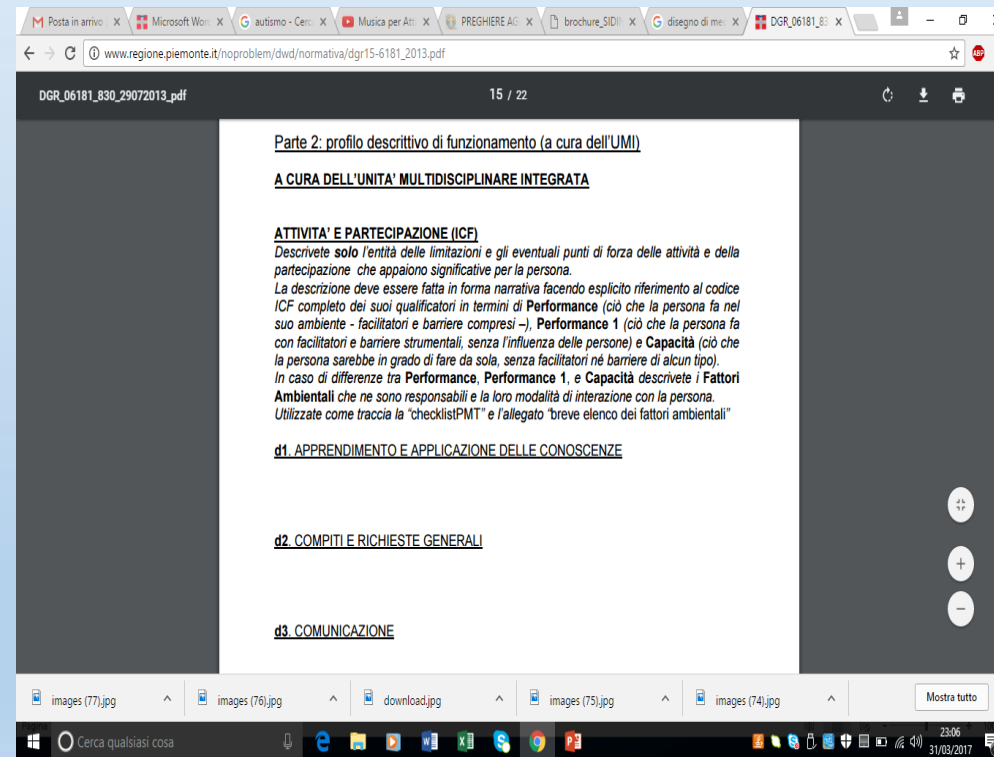 Posta in arrivo
Microsoft Wor
autismo - Cerc
Musica per Atti
PREGHIERE AG
brochure_SIDI
disegno di med
DGR_06181_83
www.regione.piemonte.it/noproblem/dwd/normativa/dgr15-6181_2013.pdf
ABP
DGR_06181_830_29072013_pdf 15 / 22
Parte 2: profilo descrittivo di funzionamento (a cura dell'UMI)
A CURA DELL'UNITA' MULTIDISCIPLINARE INTEGRATA
ATTIVITA' E PARTECIPAZIONE (ICF)
Descrivete solo l'entità delle limitazioni e gli eventuali punti di forza delle attività e della
partecipazione che appaiono significative per la persona.
La descrizione deve essere fatta in forma narrativa facendo esplicito riferimento al codice
ICF completo dei suoi qualificatori in termini di Performance (ciò che la persona fa nel
suo ambiente - facilitatori e barriere compresi –), Performance 1 (ciò che la persona fa
con facilitatori e barriere strumentali, senza l'influenza delle persone) e Capacità (ciò che
la persona sarebbe in grado di fare da sola, senza facilitatori né barriere di alcun tipo).
In caso di differenze tra Performance, Performance 1, e Capacità descrivete i Fattori
Ambientali che ne sono responsabili e la loro modalità di interazione con la persona.
Utilizzate come traccia la "checklistPMT" e l'allegato "breve elenco dei fattori ambientali"
d1. APPRENDIMENTO E APPLICAZIONE DELLE CONOSCENZE
d2. COMPITI E RICHIESTE GENERALI
d3. COMUNICAZIONE
images (77).jpg
images (76).jpg
download.jpg
images (75).jpg
images (74).jpg
Mostra tutto
Cerca qualsiasi cosa
23:06
31/03/2017